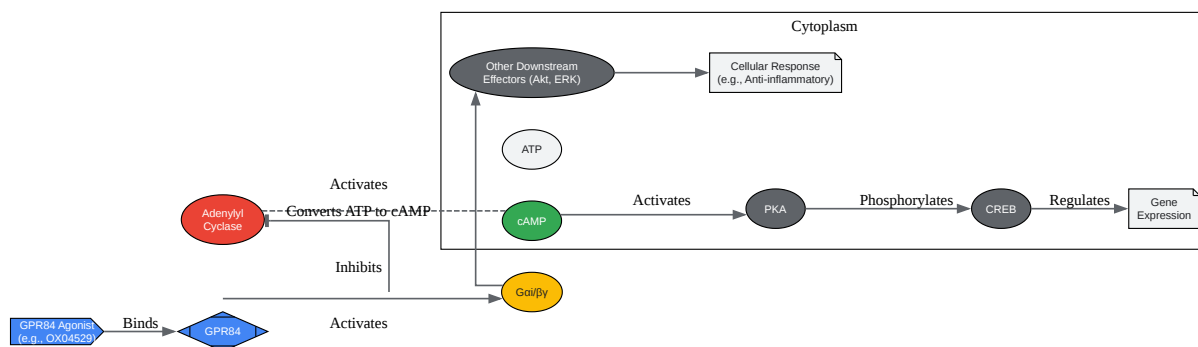 Cytoplasm
Other Downstream
Effectors (Akt, ERK)
Cellular Response
(e.g., Anti-inflammatory)
ATP
Activates
Adenylyl
Cyclase
Converts ATP to cAMP
cAMP
Activates
PKA
Phosphorylates
CREB
Regulates
Gene
Expression
Inhibits
Gαi/βγ
GPR84 Agonist
(e.g., OX04529)
Binds
GPR84
Activates